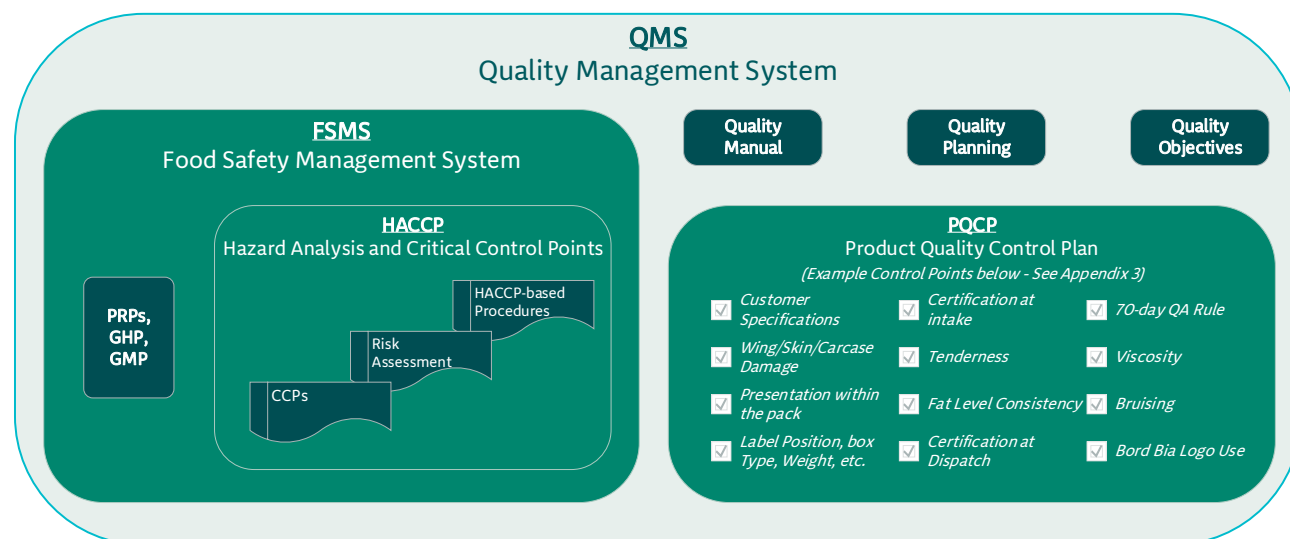 QMS
Quality Management System
FSMS
Food Safety Management System
PRPs,
GHP,
GMP
HACCP
Hazard Analysis and Critical Control Points
HACCP-based
Procedures
Risk
Assessment
CCPs
Quality
Manual
Quality
Planning
Quality
Objectives
PQCP
Product Quality Control Plan
(Example Control Points below - See Appendix 3)
Customer
Specifications
Certification at
intake
70-day QA Rule
Wing/Skin/Carcase
Damage
Tenderness
Viscosity
Presentation within
the pack
Fat Level Consistency
Bruising
Label Position, box
Type, Weight, etc.
Certification at
Dispatch
Bord Bia Logo Use